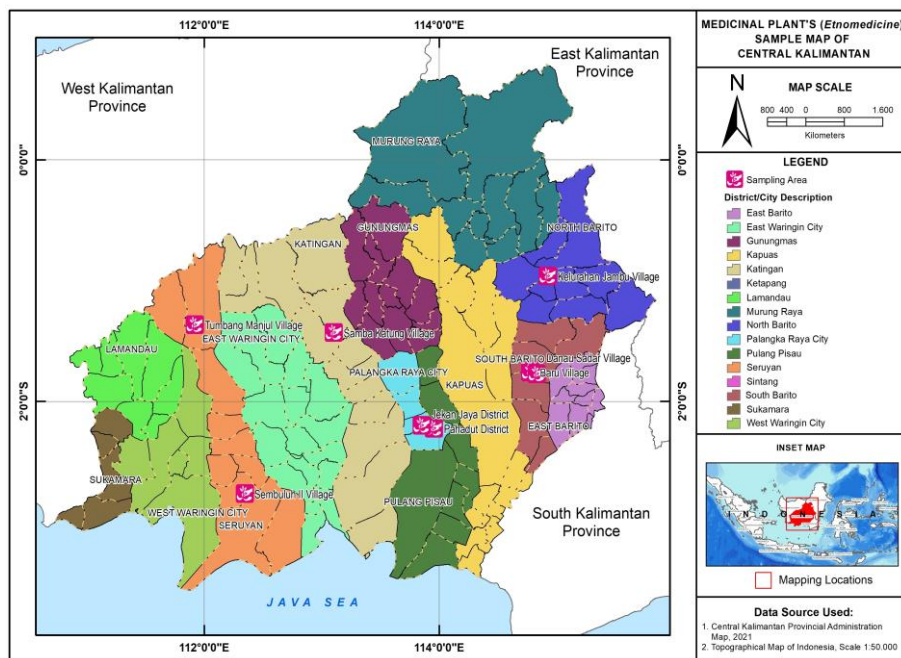 112°0'0"E
114°0'0"E
East Kalimantan
Province
West Kalimantan
Province
MURUNG RAYA
0°0'0"
0°0'0"
GUNUNGMAS
KATINGAN
NORTH BARITO
Kelurahan Jambu Village
Tumbang Manjul Village
EAST WARINGIN CITY
Samba Katung Village
LAMANDAU
SOUTH BARITO
Danau Sadar Village
Baru Village
PALANGKA RAYA CITY
KAPUAS
2°0'0"S
2°0'0"S
Jekan Jaya District
Pahadut District
EAST BARITO
SUKAMARA
Sembuluh II Village
PULANG PISAU
WEST WARINGIN CITY
SERUYAN
South Kalimantan
Province
JAVA SEA
112°0'0"E
114°0'0"E
MEDICINAL PLANT'S (Etnomedicine)
SAMPLE MAP OF
CENTRAL KALIMANTAN
N
MAP SCALE
800 400 0 800 1.600
Kilometers
LEGEND
Sampling Area
District/City Description
East Barito
East Waringin City
Gunungmas
Kapuas
Katingan
Ketapang
Lamandau
Murung Raya
North Barito
Palangka Raya City
Pulang Pisau
Seruyan
Sintang
South Barito
Sukamara
West Waringin City
INSET MAP
INDONESIA
Mapping Locations
Data Source Used:
1. Central Kalimantan Provincial Administration
Map, 2021
2. Topographical Map of Indonesia, Scale 1:50.000